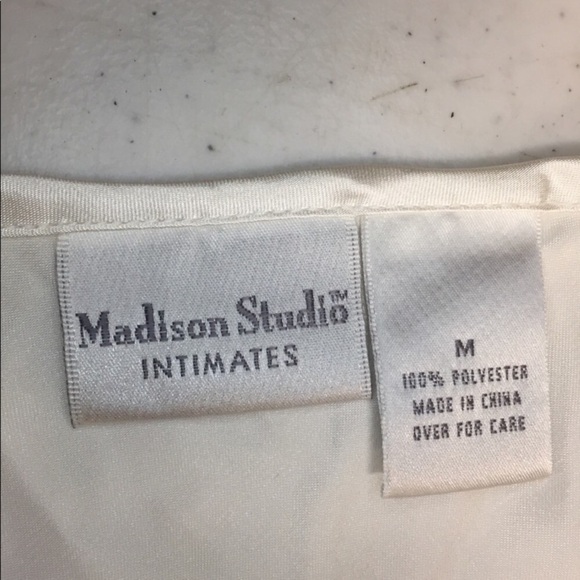 Madison Studio™
INTIMATES
M
100% POLYESTER
MADE IN CHINA
OVER FOR CARE